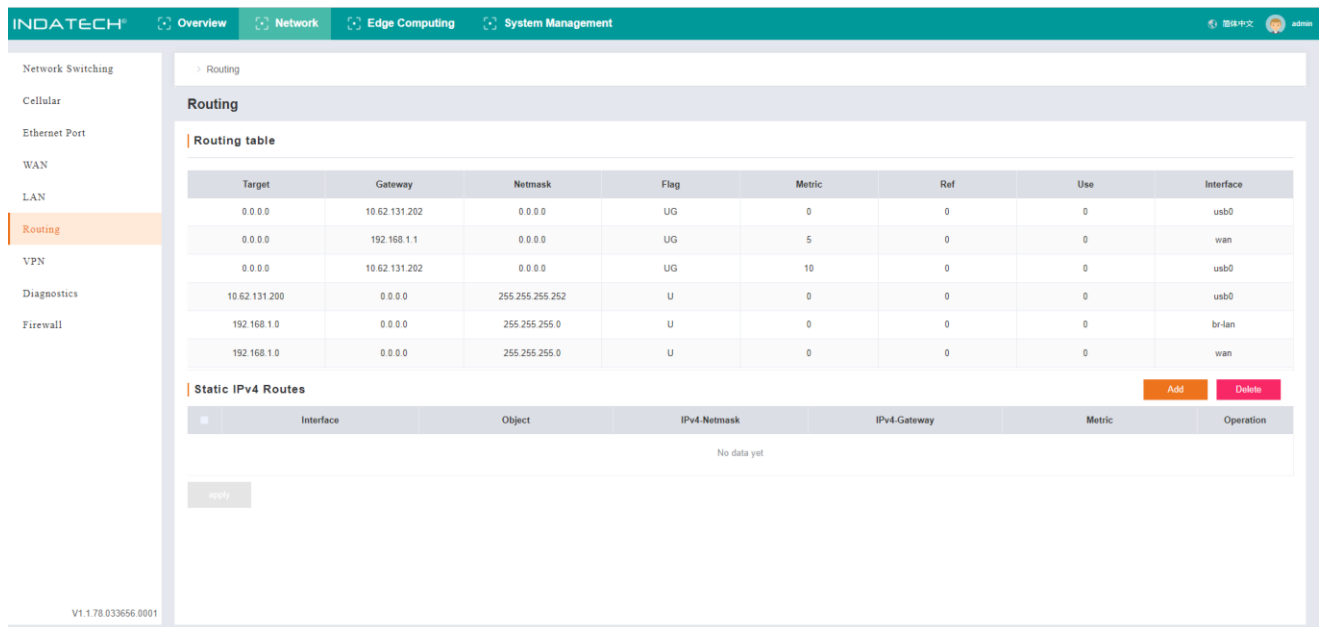 INDATECH® Overview Network Edge Computing System Management 简体中文 admin
Network Switching
Cellular
Ethernet Port
WAN
LAN
Routing
VPN
Diagnostics
Firewall
V1.1.78.033656.0001
> Routing
Routing
Routing table
Target Gateway Netmask Flag Metric Ref Use Interface
0.0.0.0 10.62.131.202 0.0.0.0 UG 0 0 0 usb0
0.0.0.0 192.168.1.1 0.0.0.0 UG 5 0 0 wan
0.0.0.0 10.62.131.202 0.0.0.0 UG 10 0 0 usb0
10.62.131.200 0.0.0.0 255.255.255.252 U 0 0 0 usb0
192.168.1.0 0.0.0.0 255.255.255.0 U 0 0 0 br-lan
192.168.1.0 0.0.0.0 255.255.255.0 U 0 0 0 wan
Static IPv4 Routes Add Delete
Interface Object IPv4-Netmask IPv4-Gateway Metric Operation
No data yet
apply